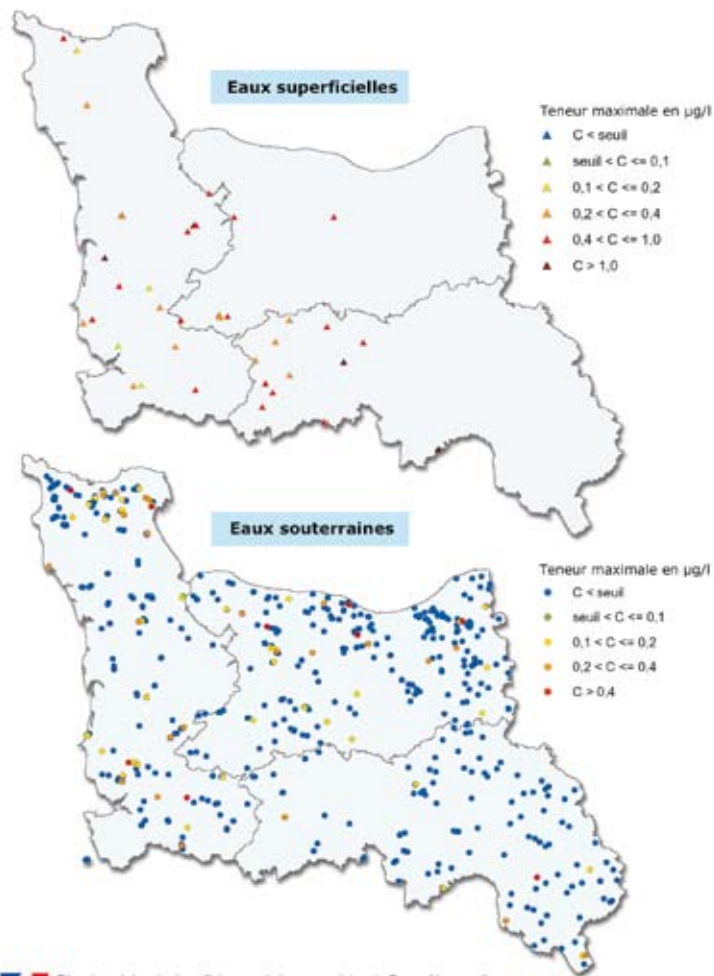 Eaux superficielles
Teneur maximale en µg/l
C < seuil
seuil < C <= 0,1
0,1 < C <= 0,2
0,2 < C <= 0,4
0,4 < C <= 1,0
C > 1,0
Eaux souterraines
Teneur maximale en µg/l
C < seuil
seuil < C <= 0,1
0,1 < C <= 0,2
0,2 < C <= 0,4
C > 0,4